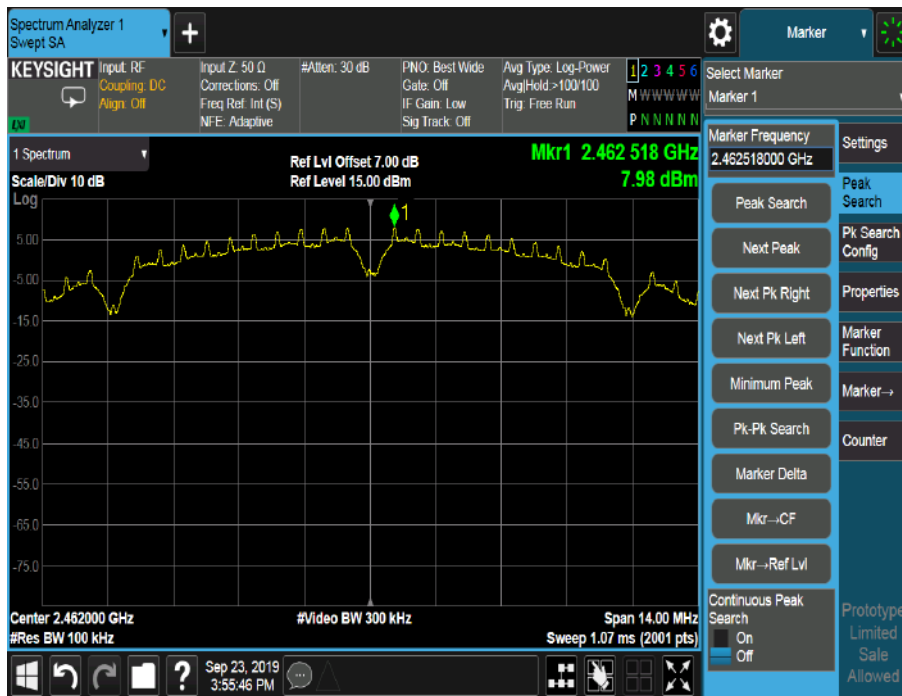 Spectrum Analyzer 1
Swept SA
+
Marker
KEYSIGHT
Input: RF
Coupling: DC
Align: Off
Input Z: 50 Ω
Corrections: Off
Freq Ref: Int (S)
NFE: Adaptive
#Atten: 30 dB
PNO: Best Wide
Gate: Off
IF Gain: Low
Sig Track: Off
Avg Type: Log-Power
Avg|Hold:>100/100
Trig: Free Run
1 2 3 4 5 6
M W W W W W
P N N N N N
LXI
Select Marker
Marker 1
1 Spectrum
Scale/Div 10 dB
Log
Ref Lvl Offset 7.00 dB
Ref Level 15.00 dBm
Mkr1 2.462 518 GHz
7.98 dBm
1
5.00
-5.00
-15.0
-25.0
-35.0
-45.0
-55.0
-65.0
-75.0
Center 2.462000 GHz
#Res BW 100 kHz
#Video BW 300 kHz
Span 14.00 MHz
Sweep 1.07 ms (2001 pts)
Marker Frequency
2.462518000 GHz
Peak Search
Next Peak
Next Pk Right
Next Pk Left
Minimum Peak
Pk-Pk Search
Marker Delta
Mkr→CF
Mkr→Ref Lvl
Continuous Peak
Search
On
Off
Settings
Peak
Search
Pk Search
Config
Properties
Marker
Function
Marker→
Counter
Prototype
Limited
Sale
Allowed
?
Sep 23, 2019
3:55:46 PM